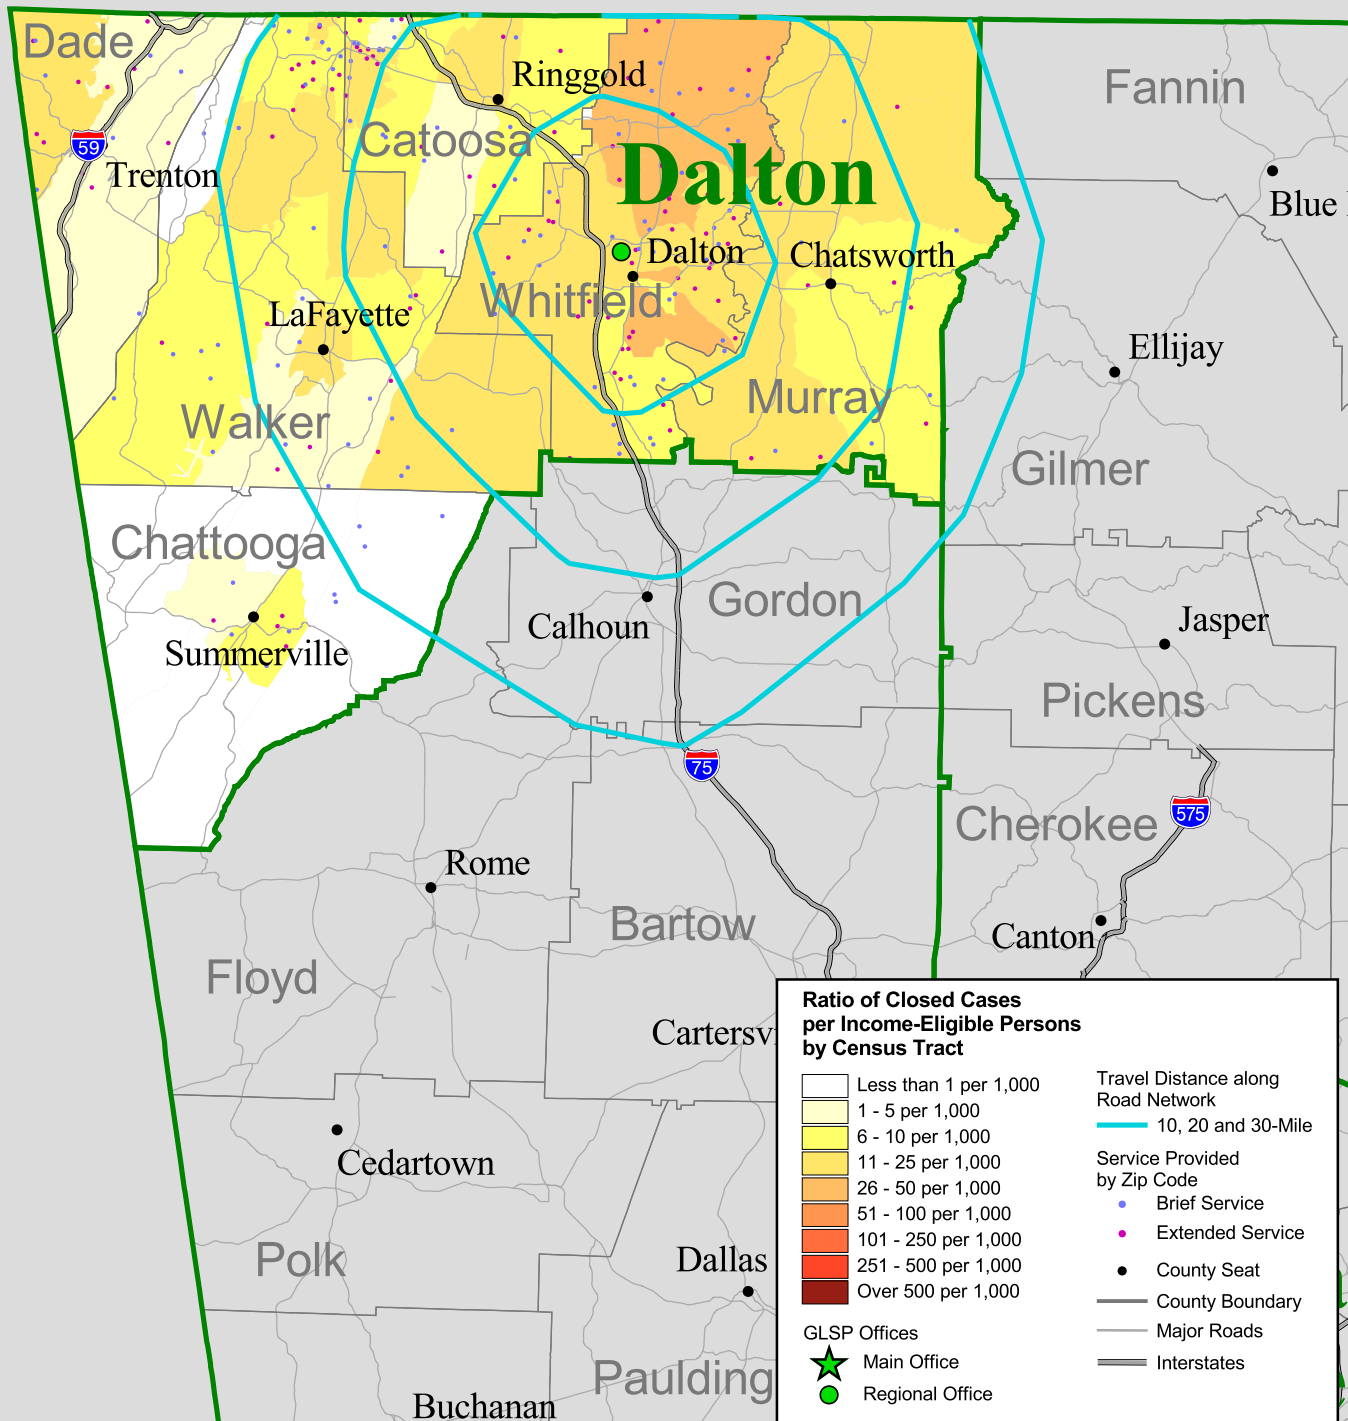 Dade
Fannin
Ringgold
Catoosa
59
Trenton
Dalton
Blue
Dalton
Chatsworth
Whitfield
LaFayette
Ellijay
Murray
Walker
Gilmer
Chattooga
Gordon
Calhoun
Jasper
Summerville
Pickens
75
575
Cherokee
Rome
Bartow
Canton
Floyd
Cartersv
Cedartown
Polk
Dallas
Paulding
Buchanan
Ratio of Closed Cases
per Income-Eligible Persons
by Census Tract
Less than 1 per 1,000
1 - 5 per 1,000
6 - 10 per 1,000
11 - 25 per 1,000
26 - 50 per 1,000
51 - 100 per 1,000
101 - 250 per 1,000
251 - 500 per 1,000
Over 500 per 1,000
GLSP Offices
Main Office
Regional Office
Travel Distance along
Road Network
10, 20 and 30-Mile
Service Provided
by Zip Code
Brief Service
Extended Service
County Seat
County Boundary
Major Roads
Interstates